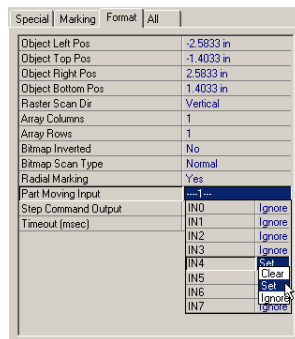 Special Marking Format All
Object Left Pos -2.5833 in
Object Top Pos -1.4033 in
Object Right Pos 2.5833 in
Object Bottom Pos 1.4033 in
Raster Scan Dir Vertical
Array Columns 1
Array Rows 1
Bitmap Inverted No
Bitmap Scan Type Normal
Radial Marking Yes
Part Moving Input ----1---
Step Command Output IN0 Ignore
Timeout (msec) IN1 Ignore
IN2 Ignore
IN3 Ignore
IN4 Set
IN5 Clear
IN6 Set
Ignore
IN7 Ignore